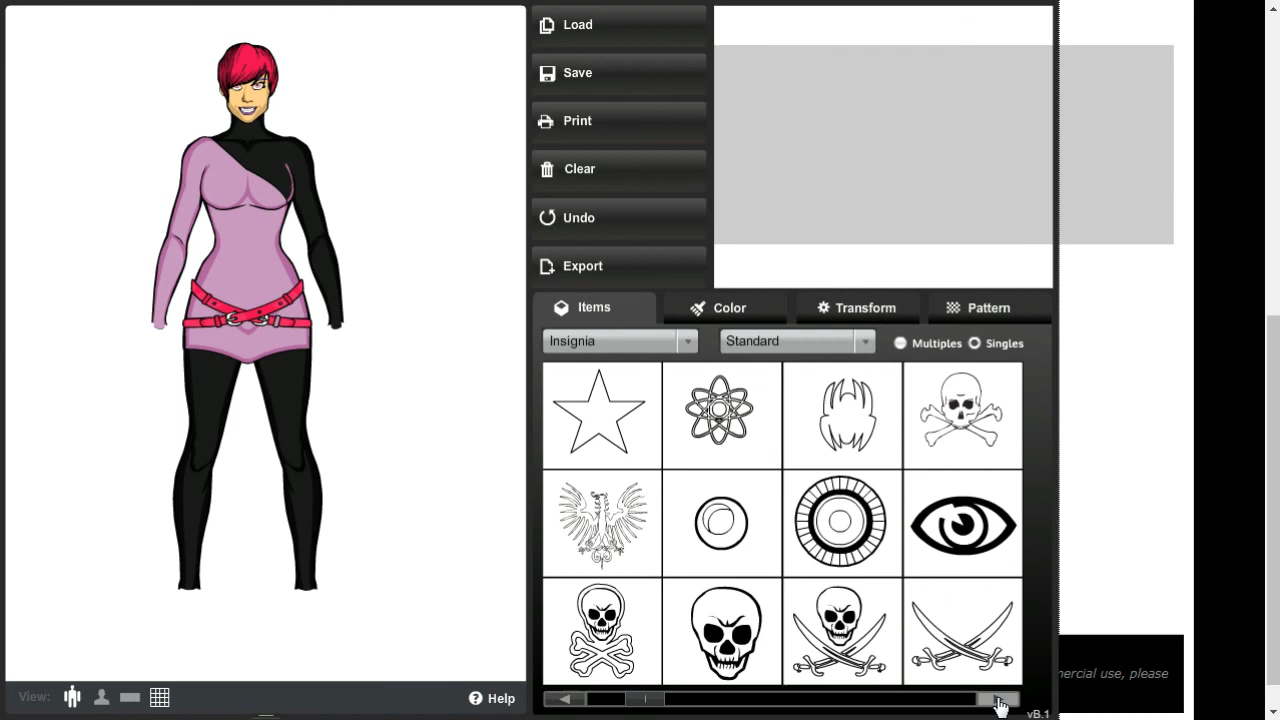 Load
Save
Print
Clear
Undo
Export
Items Color Transform Pattern
Insignia Standard Multiples Singles
mercial use, please
View: Help
vB.1